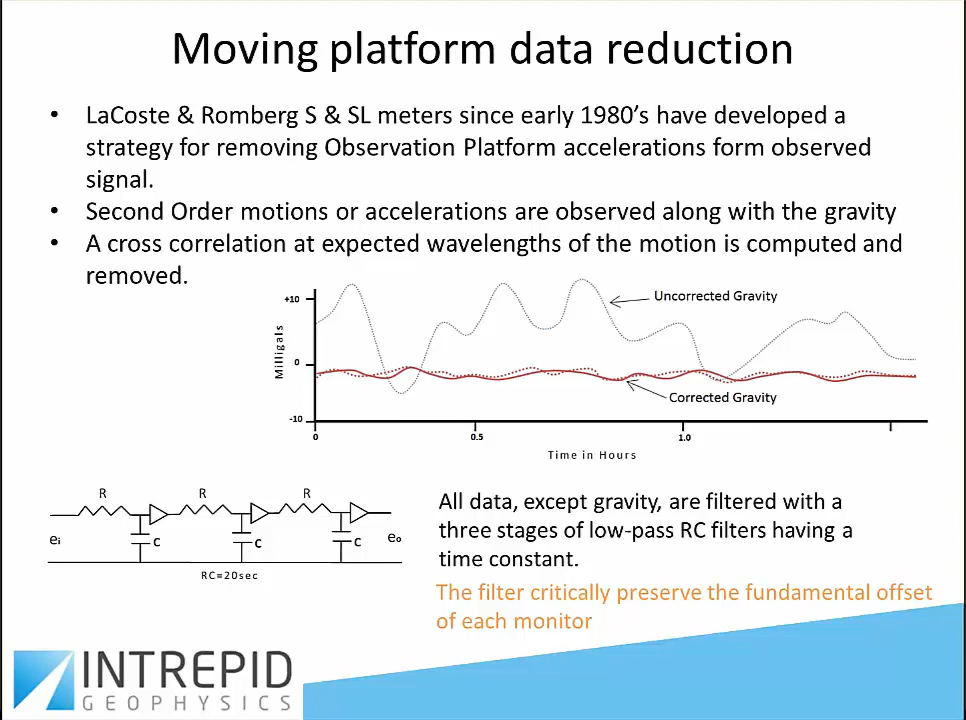 Moving platform data reduction
• LaCoste & Romberg S & SL meters since early 1980's have developed a
strategy for removing Observation Platform accelerations form observed
signal.
• Second Order motions or accelerations are observed along with the gravity
• A cross correlation at expected wavelengths of the motion is computed and
removed.
+10
Uncorrected Gravity
Milligals
0
Corrected Gravity
-10
0 0.5 1.0
Time in Hours
R R R
ei C C C eo
RC=20sec
All data, except gravity, are filtered with a
three stages of low-pass RC filters having a
time constant.
The filter critically preserve the fundamental offset
of each monitor
INTREPID
GEOPHYSICS